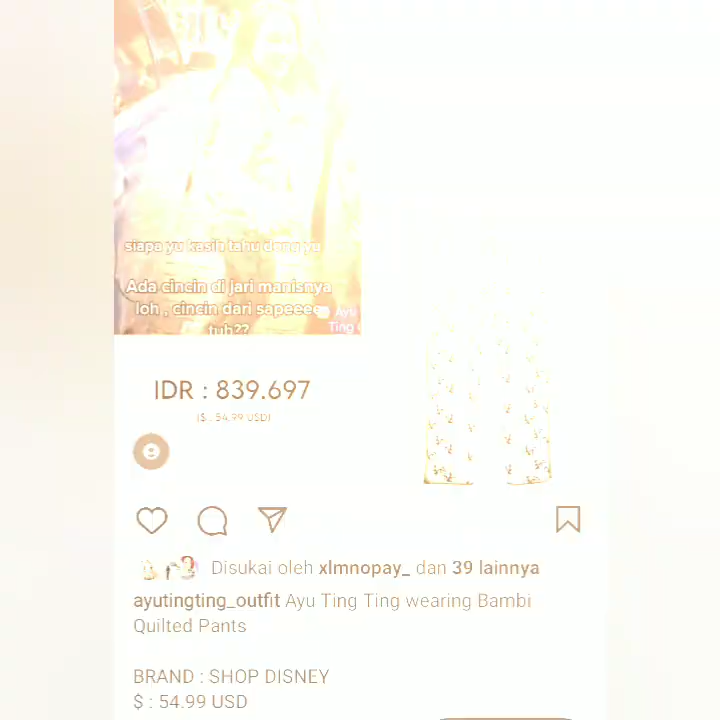 siapa yu kasih tahu dong yu
Ada cincin di jari manisnya
loh , cincin dari sapeeee
tuh??
Ayu
Ting
IDR : 839.697
($ : 54.99 USD)
Disukai oleh xlmnopay_ dan 39 lainnya
ayutingting_outfit Ayu Ting Ting wearing Bambi
Quilted Pants
BRAND : SHOP DISNEY
$ : 54.99 USD